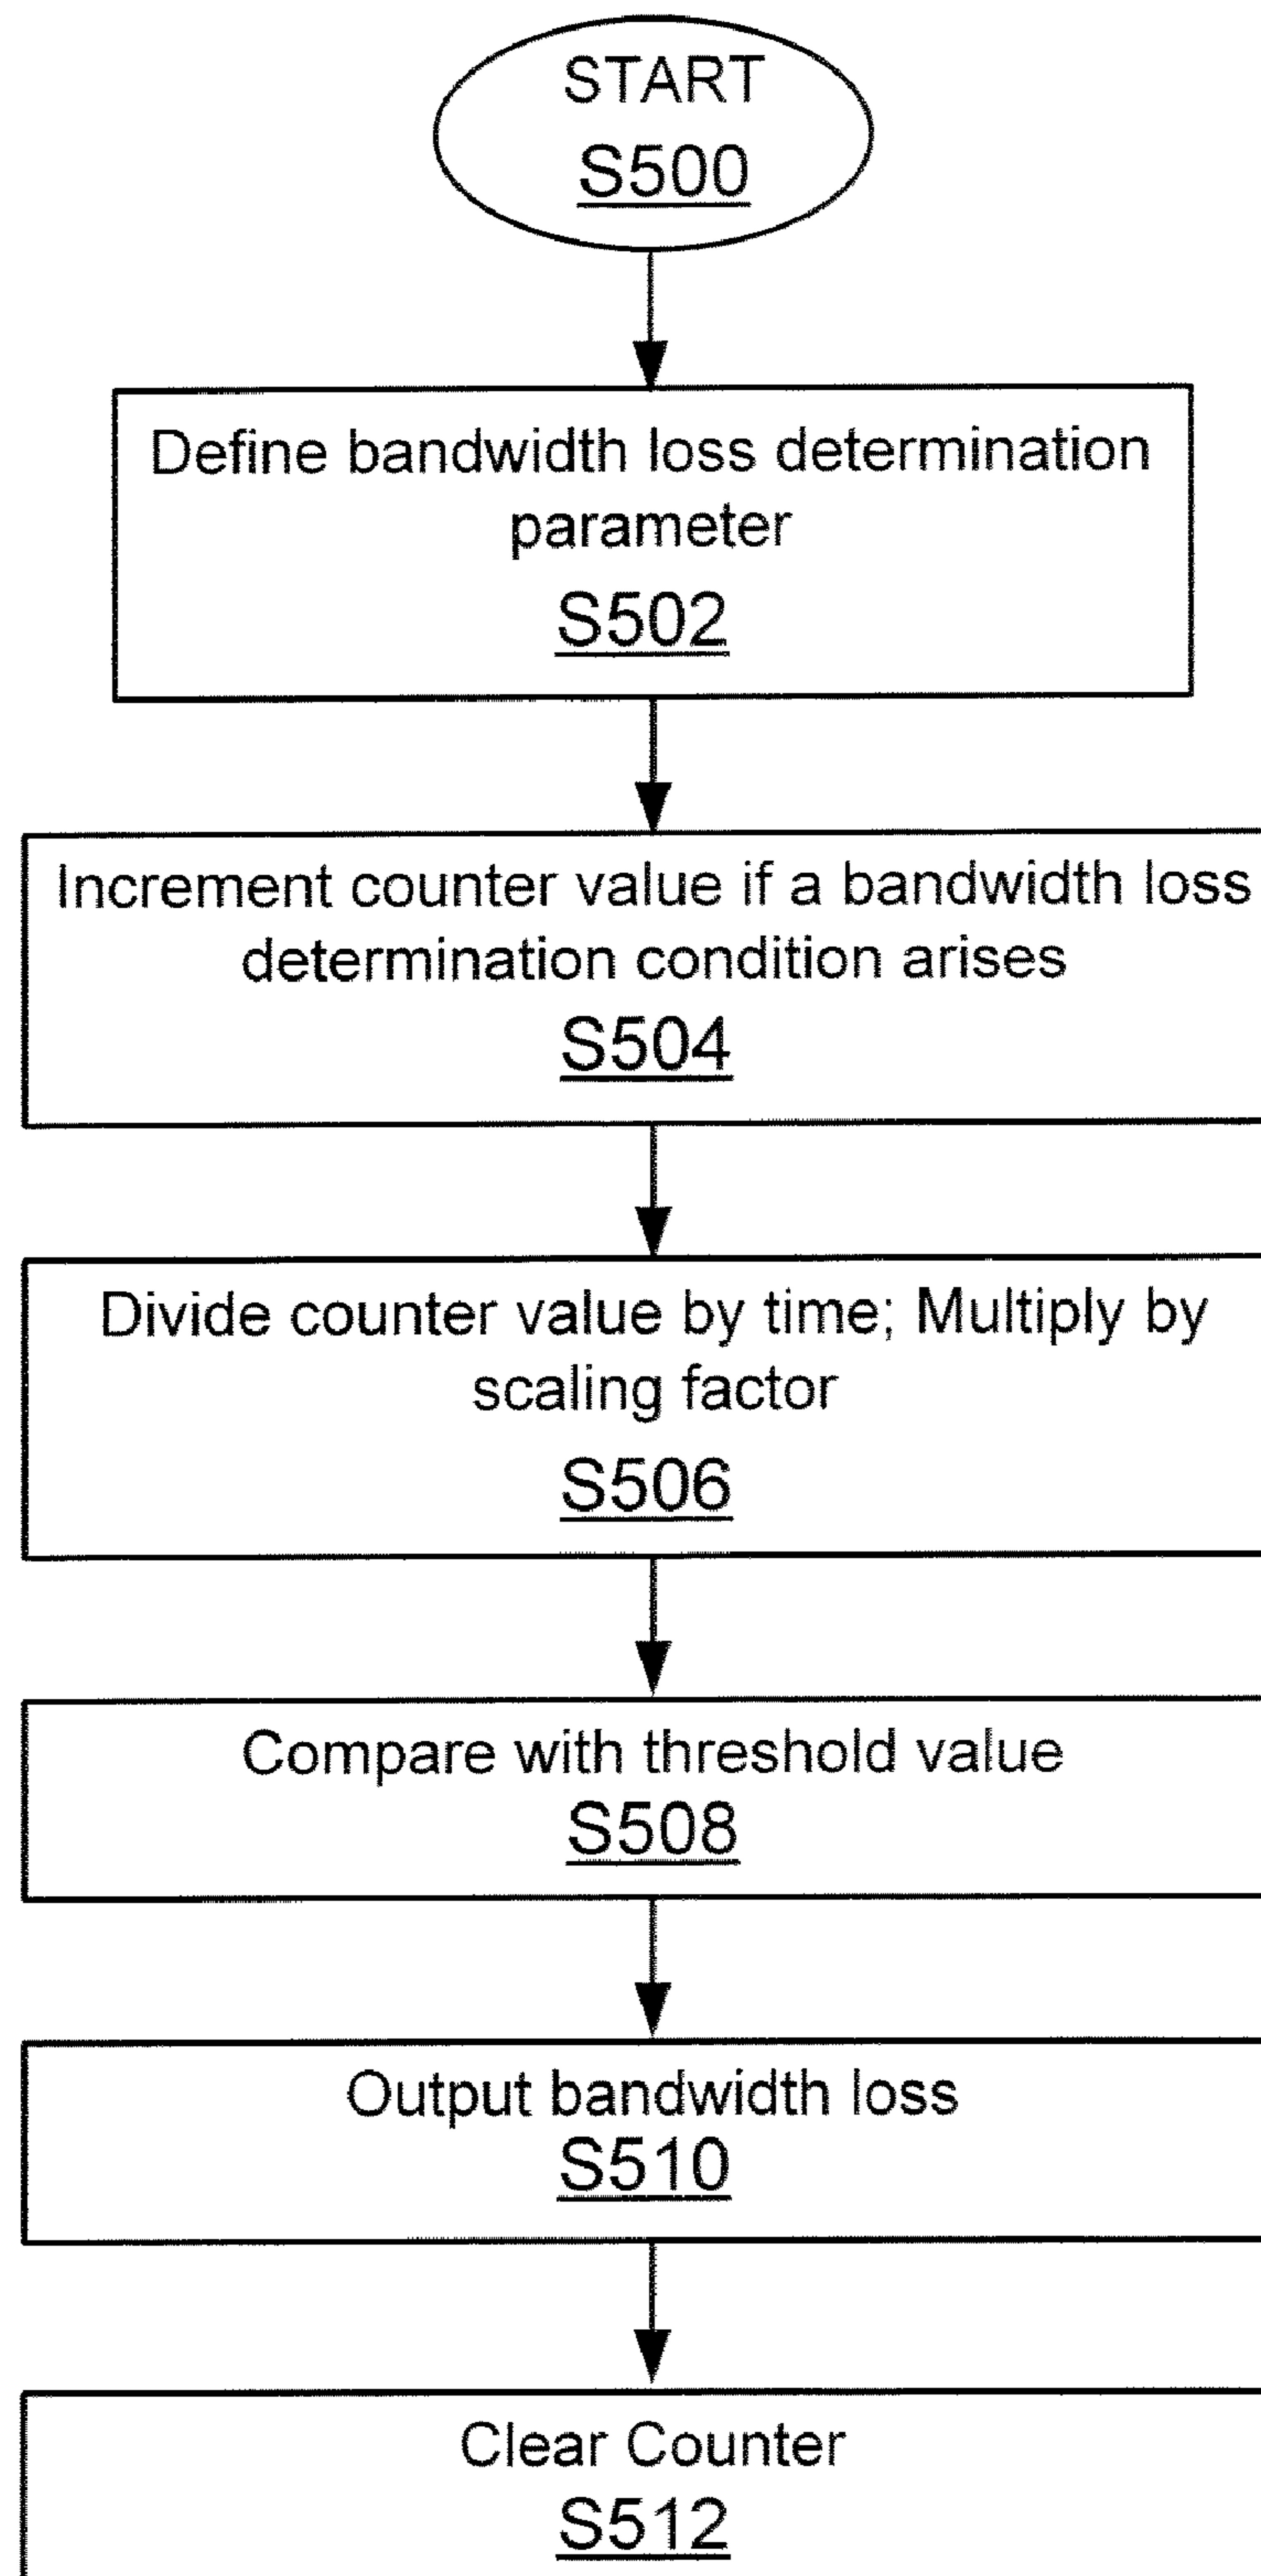 START
S500
Define bandwidth loss determination
parameter
S502
Increment counter value if a bandwidth loss
determination condition arises
S504
Divide counter value by time; Multiply by
scaling factor
S506
Compare with threshold value
S508
Output bandwidth loss
S510
Clear Counter
S512